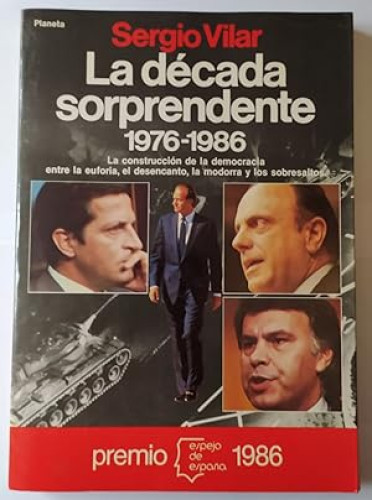 Planeta
Sergio Vilar
La década
sorprendente
1976-1986
La construcción de la democracia
entre la euforia, el desencanto, la modorra y los sobresaltos
premio espejo de españa 1986